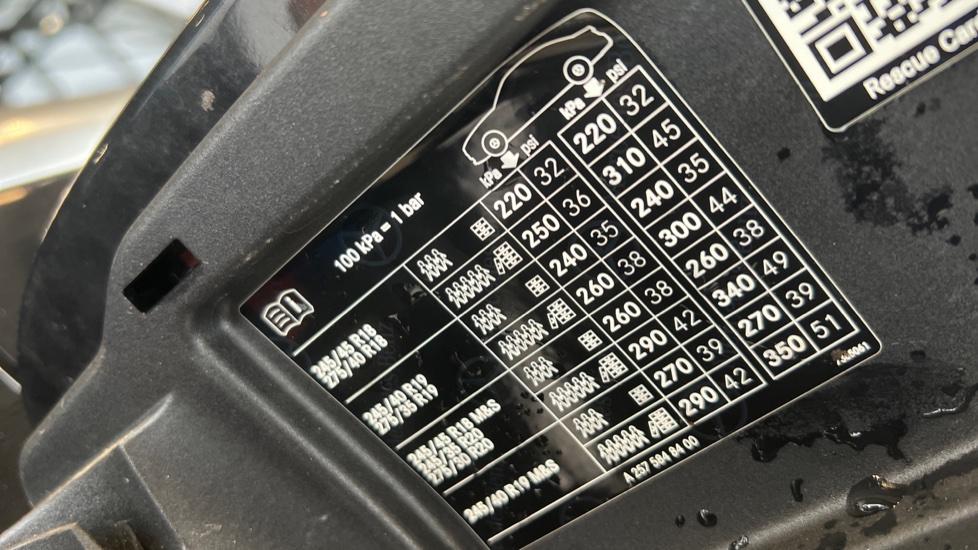 kPa psi
kPa psi
100 kPa = 1 bar
245/45 R18 220 32 220 32
275/40 R18 250 36 310 45
245/40 R19 240 35 240 35
275/35 R19 260 38 300 44
245/45 R18 M&S 260 38 260 38
R20 290 42 340 49
R20
245/40 R19 M&S 270 39 270 39
290 42 350 51
A 257 584 84 00
Rescue